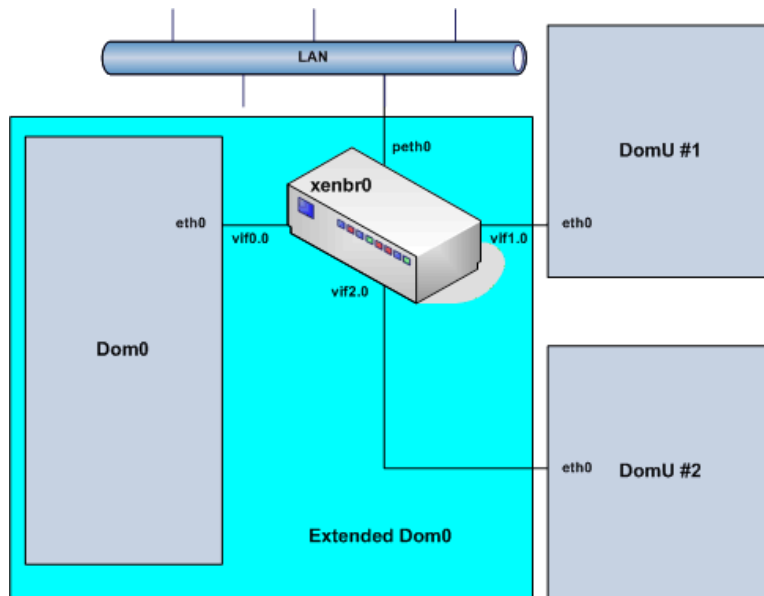 LAN
peth0
DomU #1
xenbr0
eth0
vif0.0
vif1.0
eth0
vif2.0
Dom0
eth0
DomU #2
Extended Dom0